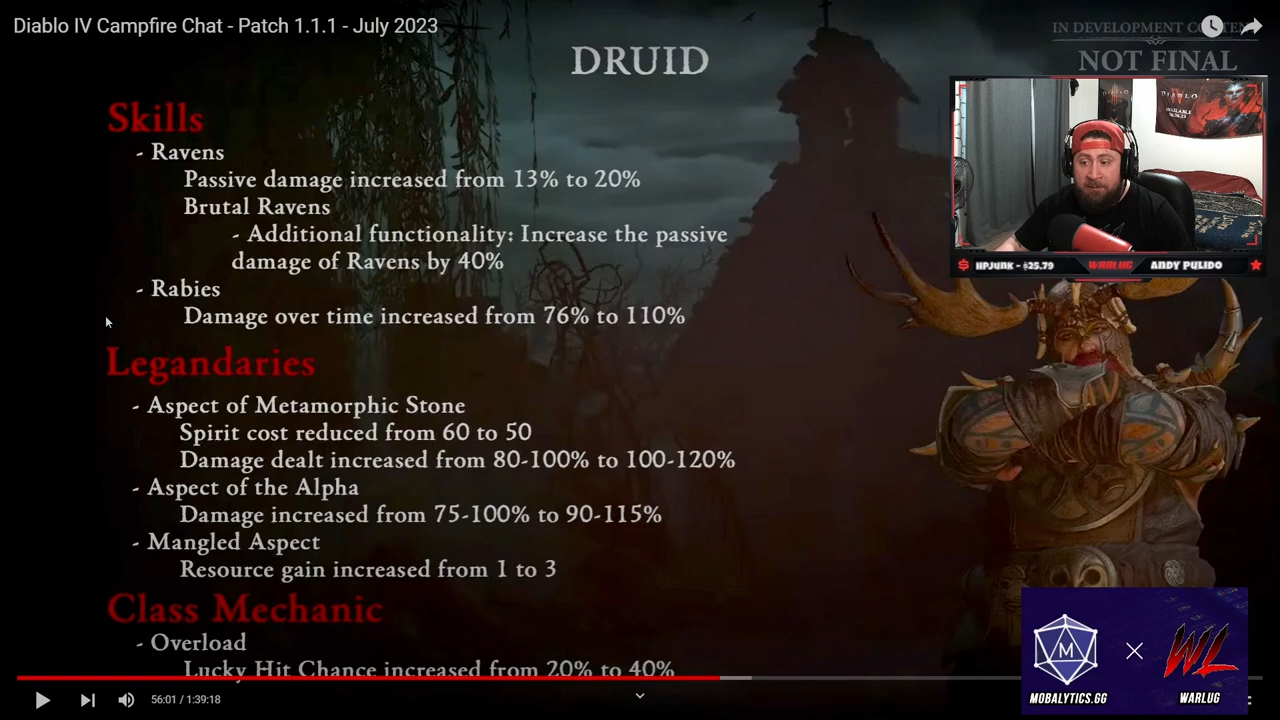 Diablo IV Campfire Chat - Patch 1.1.1 - July 2023
IN DEVELOPMENT
NOT FINAL
DRUID
Skills
- Ravens
Passive damage increased from 13% to 20%
Brutal Ravens
- Additional functionality: Increase the passive
damage of Ravens by 40%
- Rabies
Damage over time increased from 76% to 110%
Legandaries
- Aspect of Metamorphic Stone
Spirit cost reduced from 60 to 50
Damage dealt increased from 80-100% to 100-120%
- Aspect of the Alpha
Damage increased from 75-100% to 90-115%
- Mangled Aspect
Resource gain increased from 1 to 3
Class Mechanic
- Overload
Lucky Hit Chance increased from 20% to 40%
DIABLO
HPJUNK - $25.79
WARLUG
ANDY PULIDO
56:01 / 1:39:18
M
WL
MOBALYTICS.GG
WARLUG